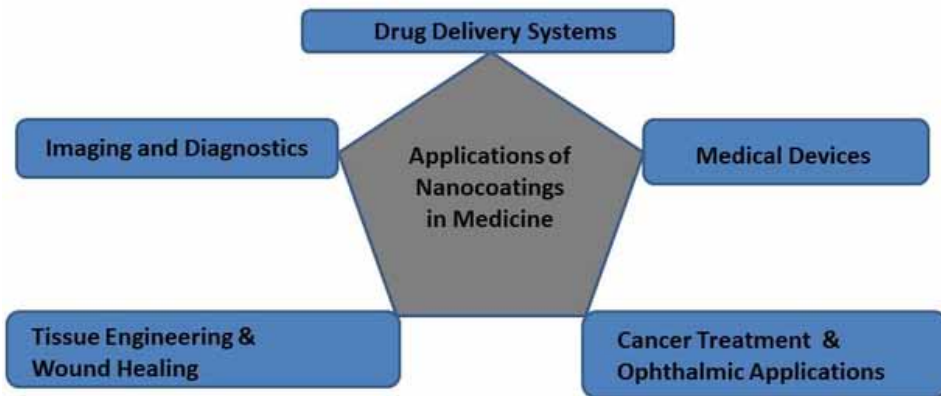 Drug Delivery Systems
Imaging and Diagnostics
Applications of
Nanocoatings
in Medicine
Medical Devices
Tissue Engineering &
Wound Healing
Cancer Treatment &
Ophthalmic Applications